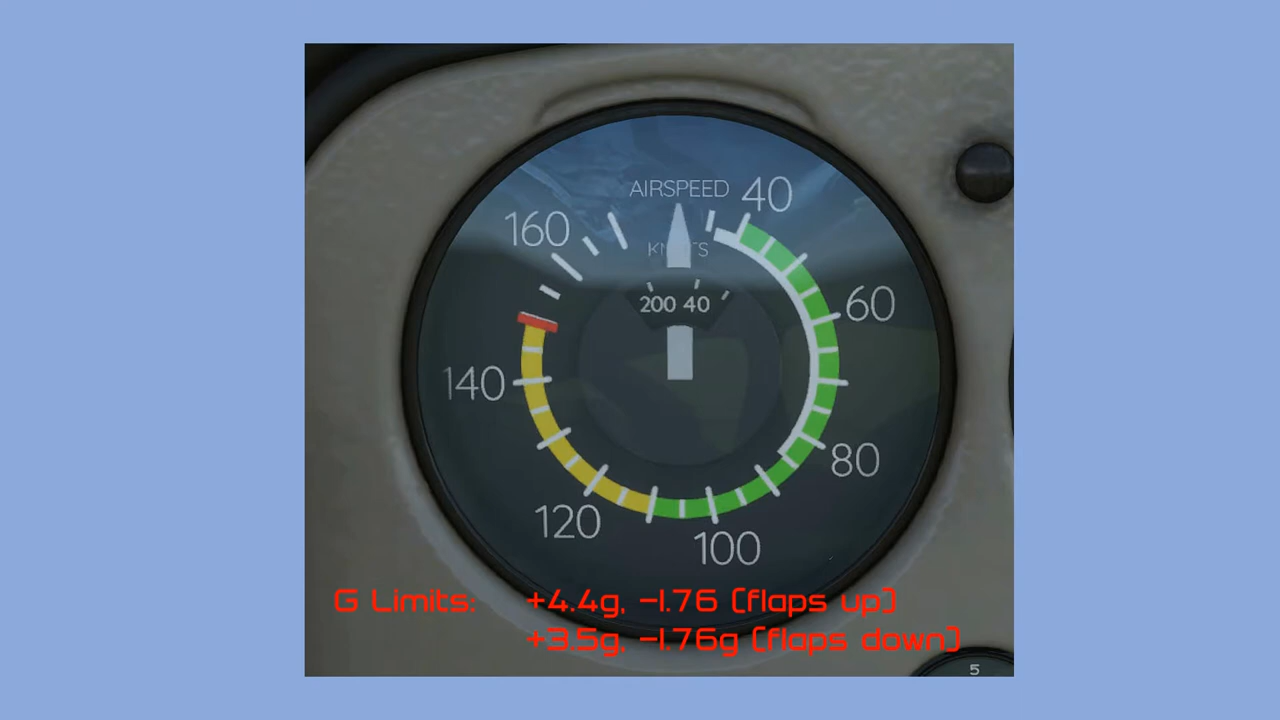 AIRSPEED
40
160
KNOTS
200 40
60
140
80
120
100
G Limits: +4.4g, -1.76 (flaps up)
+3.5g, -1.76g (flaps down)
5